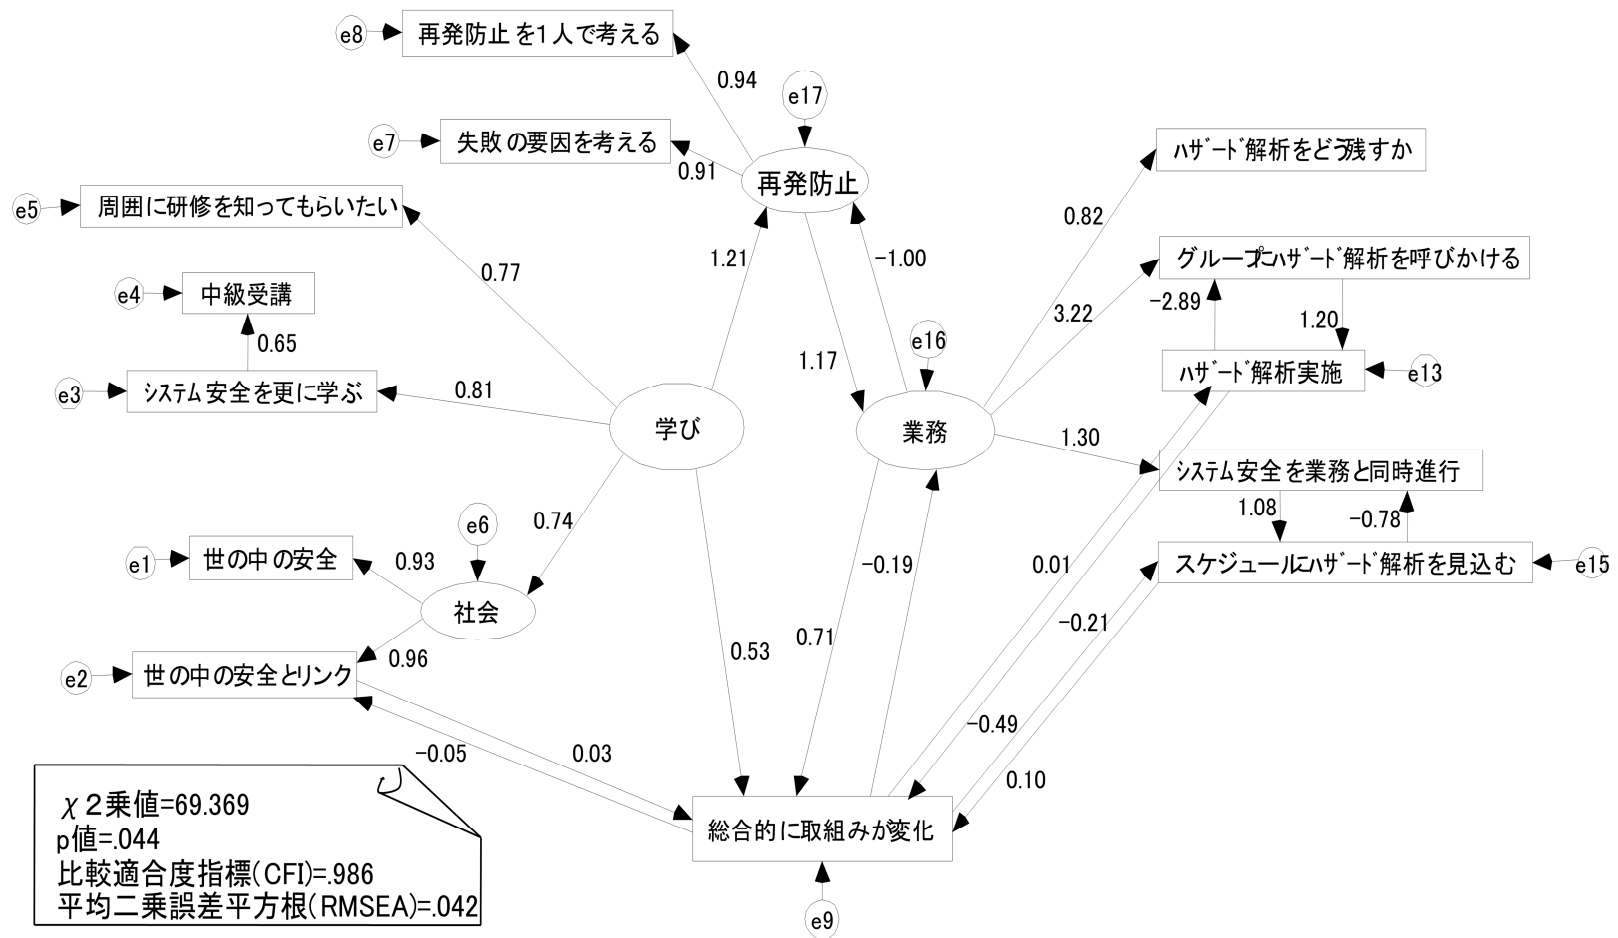 e8
再発防止を1人で考える
0.94
e17
e7
失敗の要因を考える
0.91
再発防止
ﾊｻﾞｰﾄﾞ解析をどう残すか
e5
周囲に研修を知ってもらいたい
0.77
1.21
-1.00
0.82
グループにﾊｻﾞｰﾄﾞ解析を呼びかける
e4
中級受講
0.65
3.22
-2.89
1.20
e16
1.17
e3
ｼｽﾃﾑ安全を更に学ぶ
0.81
ﾊｻﾞｰﾄﾞ解析実施
e13
学び
業務
1.30
ｼｽﾃﾑ安全を業務と同時進行
1.08
-0.78
e6
0.74
e1
世の中の安全
0.93
-0.19
0.01
スケジュールにﾊｻﾞｰﾄﾞ解析を見込む
e15
社会
0.71
-0.21
0.53
0.96
e2
世の中の安全とリンク
-0.05
0.03
-0.49
0.10
χ2乗値=69.369
p値=.044
比較適合度指標(CFI)=.986
平均二乗誤差平方根(RMSEA)=.042
総合的に取組みが変化
e9